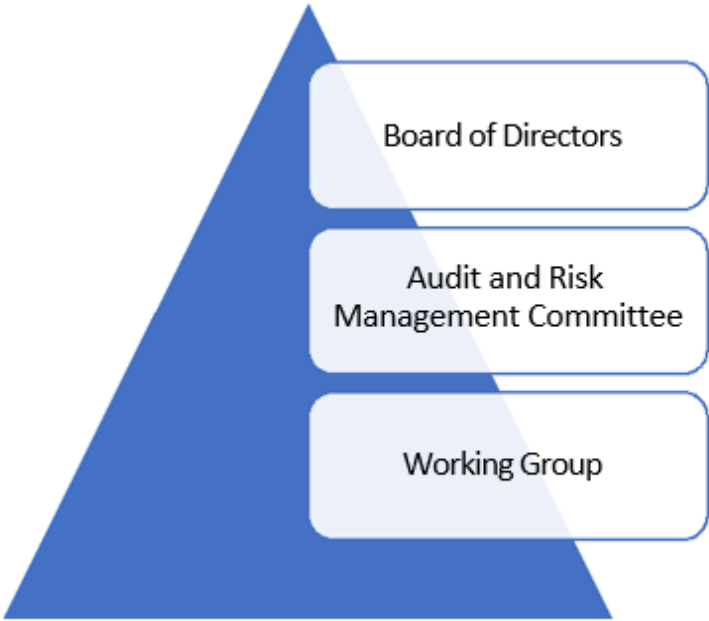 Board of Directors
Audit and Risk
Management Committee
Working Group